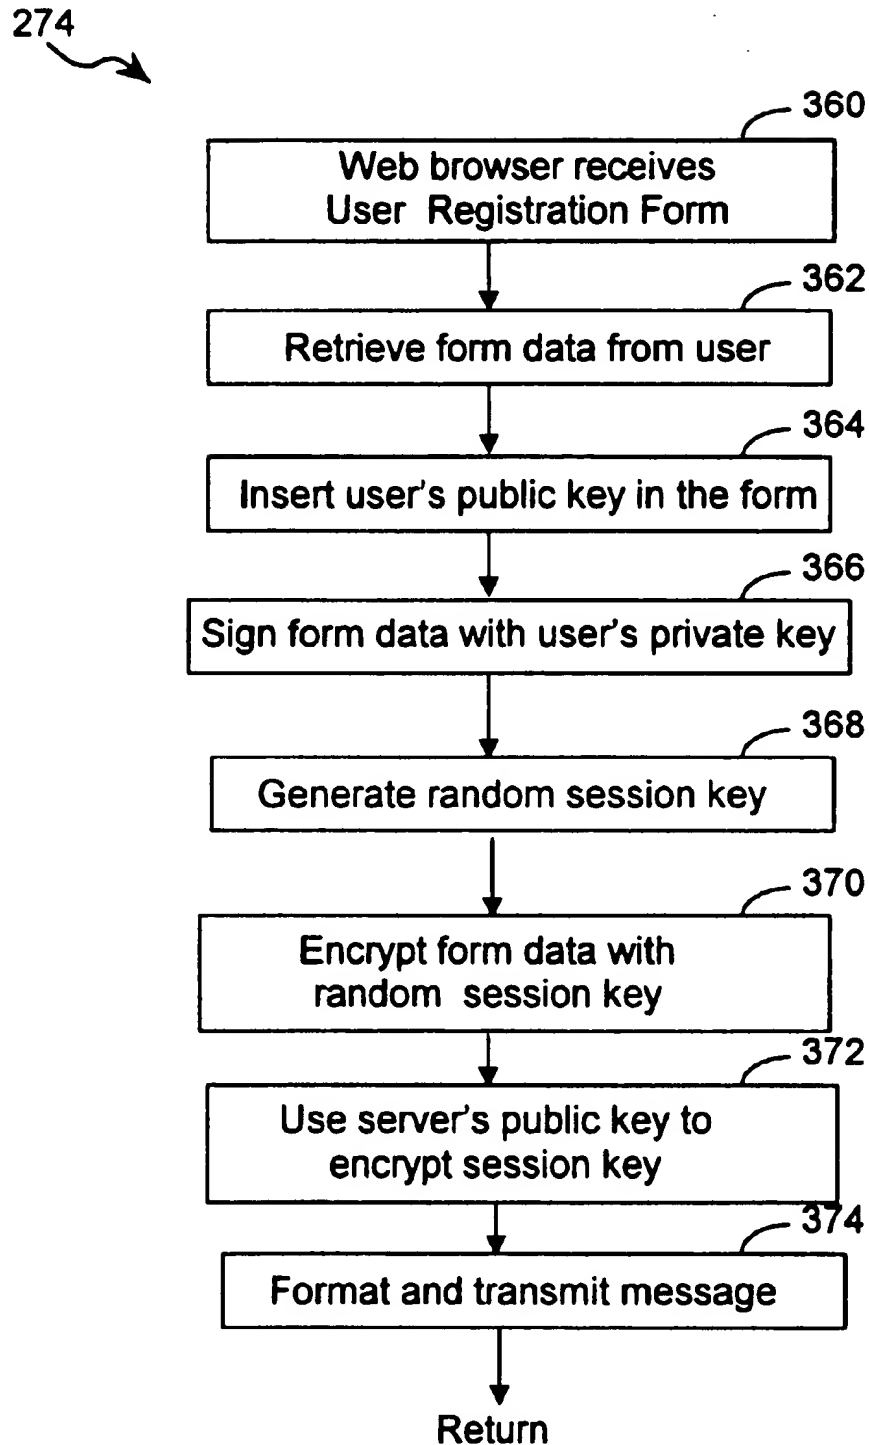 274
360
Web browser receives
User Registration Form
362
Retrieve form data from user
364
Insert user's public key in the form
366
Sign form data with user's private key
368
Generate random session key
370
Encrypt form data with
random session key
372
Use server's public key to
encrypt session key
374
Format and transmit message
Return